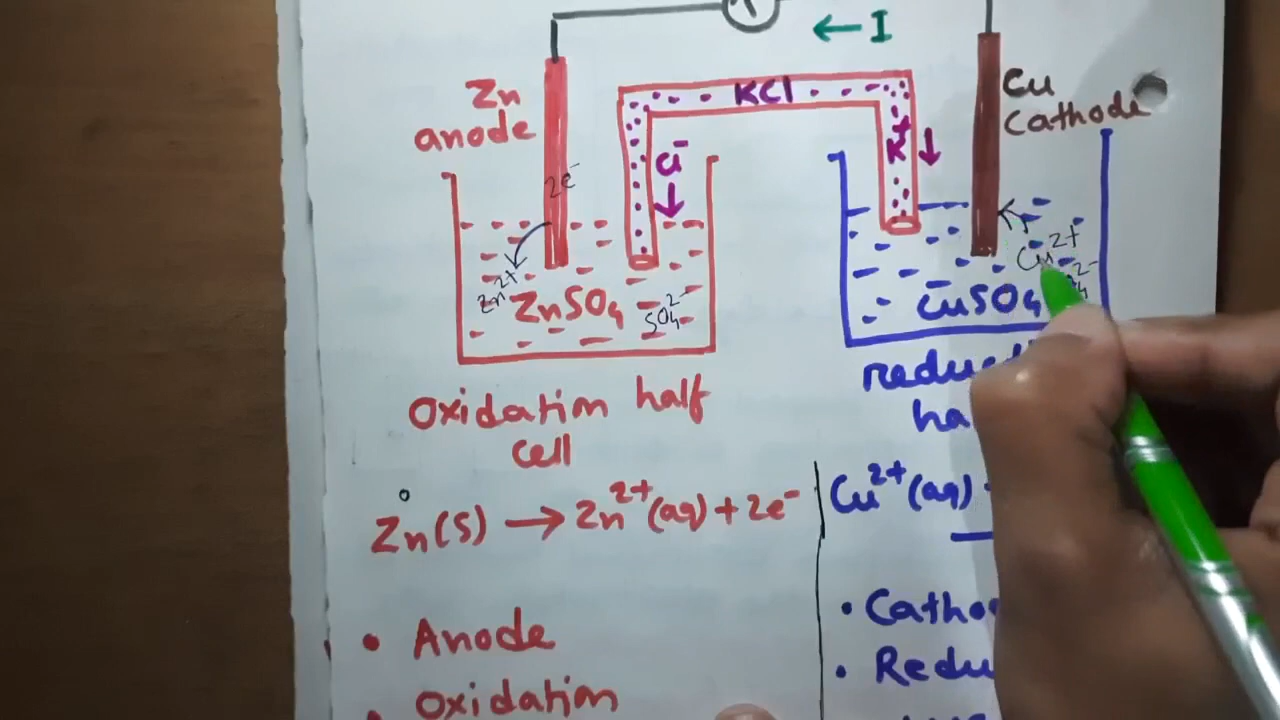 I
Zn
anode
KCl
Cu
Cathode
Cl⁻
K⁺
2e⁻
Zn²⁺
ZnSO₄
SO₄²⁻
Cu²⁺
CuSO₄
Oxidation half
cell
Zn(s) → Zn²⁺(aq) + 2e⁻
Cu²⁺(aq)
• Anode
• Oxidation